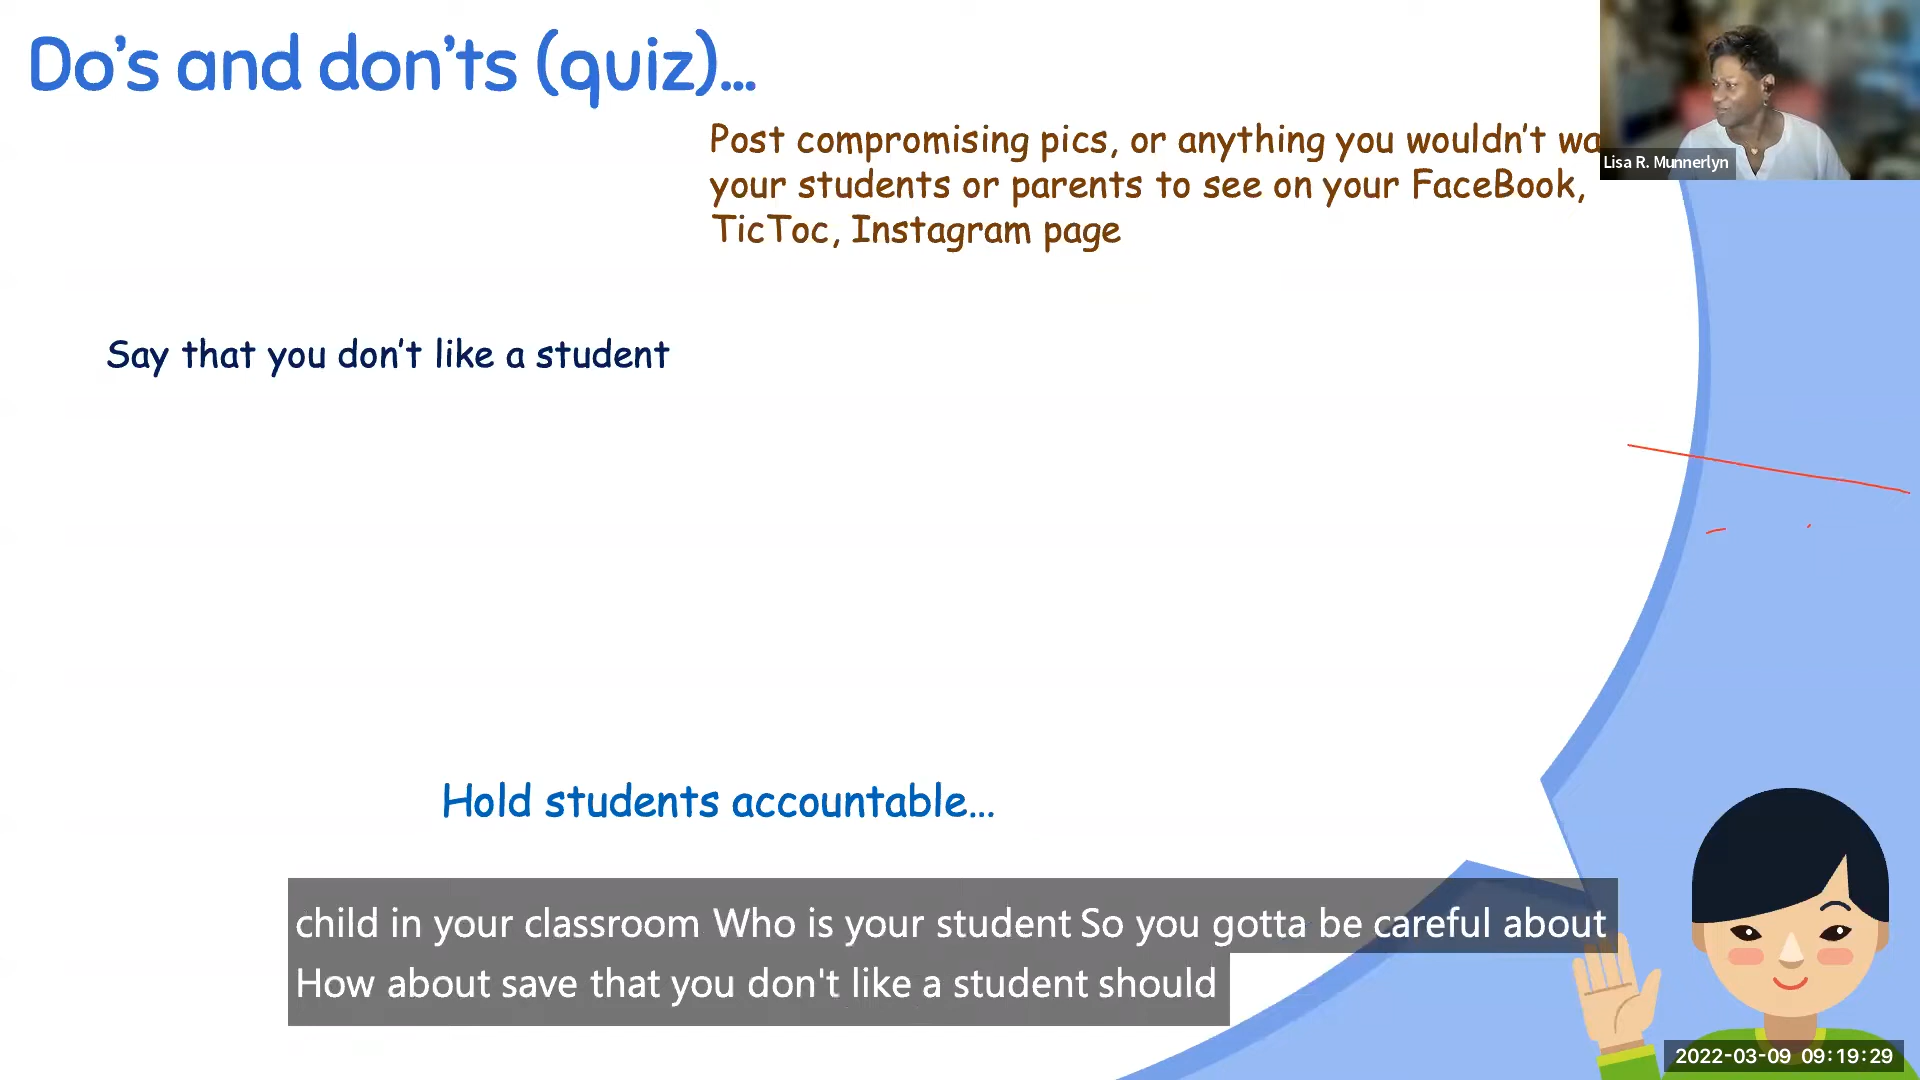 Do's and don'ts (quiz)...
Post compromising pics, or anything you wouldn't
your students or parents to see on your FaceBook,
TicToc, Instagram page
Lisa R. Munnerlyn
Say that you don't like a student
Hold students accountable...
child in your classroom Who is your student So you gotta be careful about
How about save that you don't like a student should
2022-03-09 09:19:29